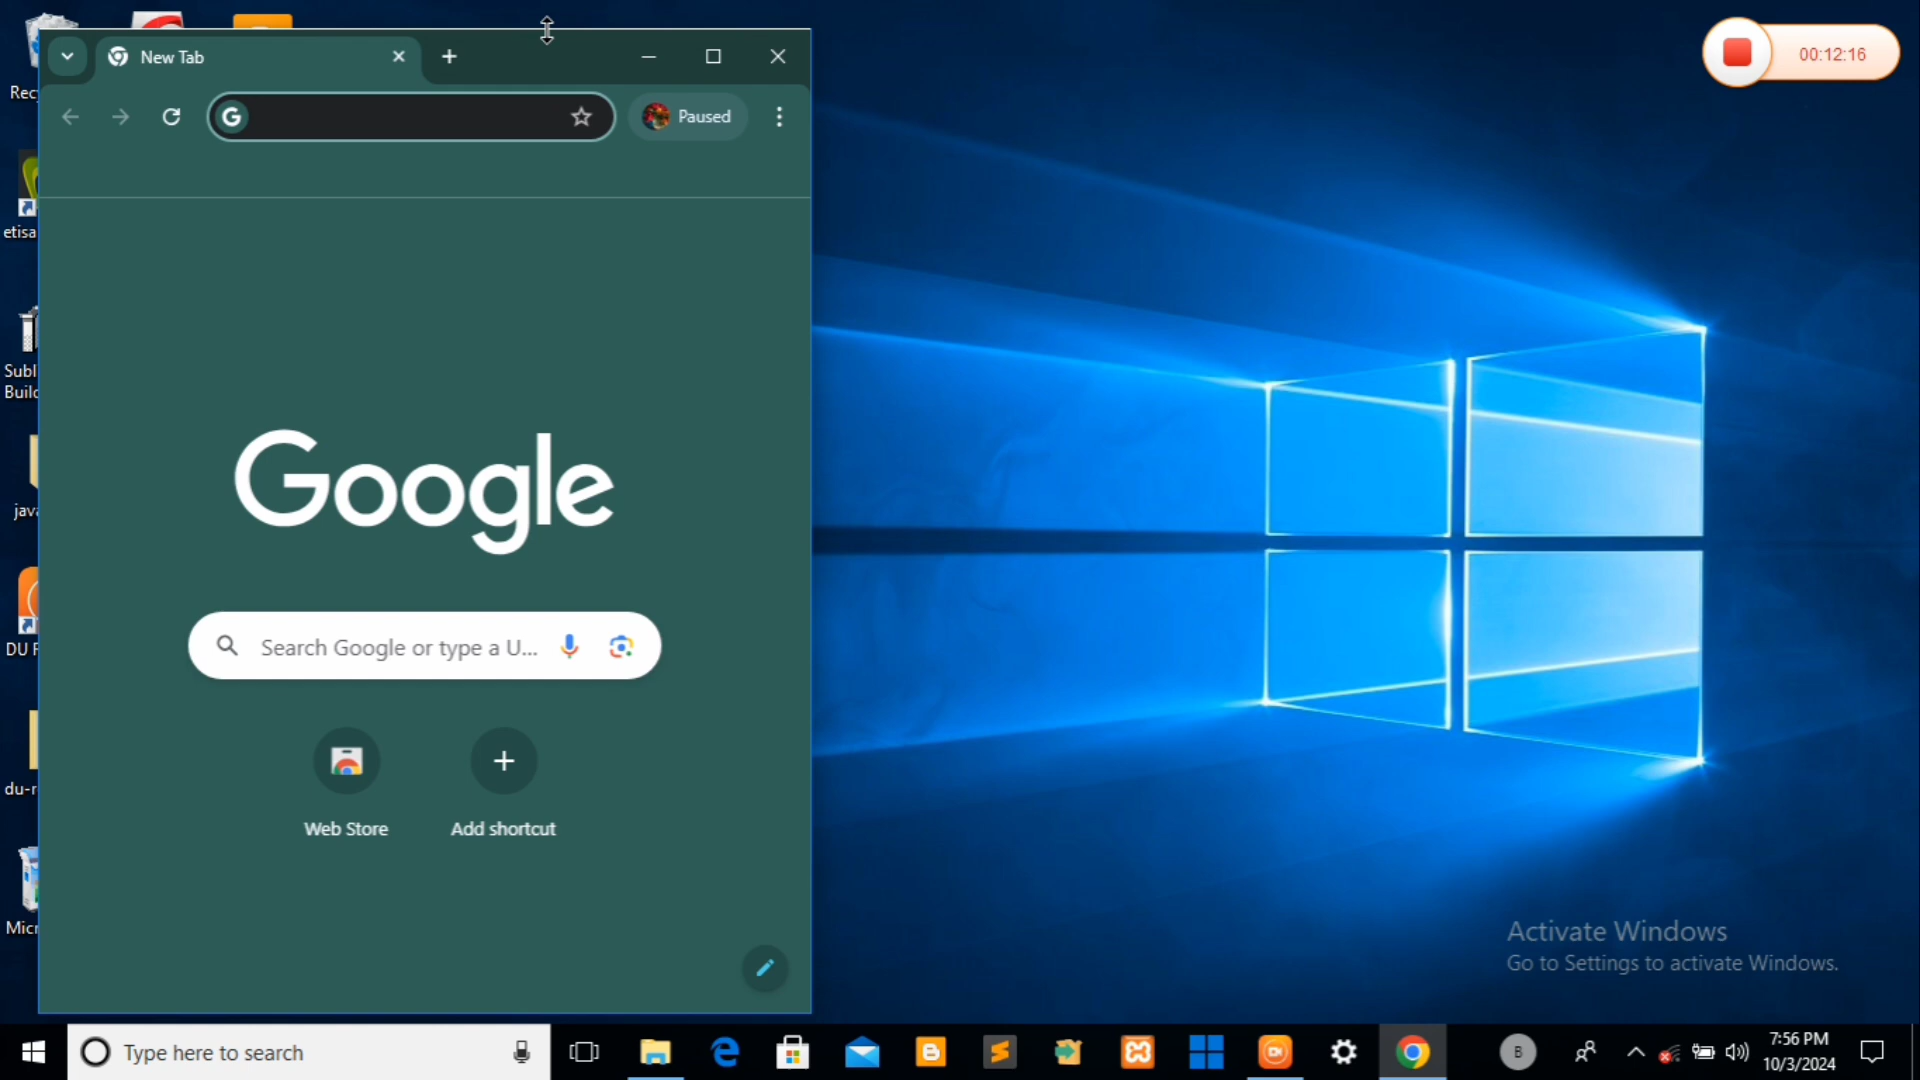 New Tab
Paused
00:12:16
Google
Search Google or type a U...
Web Store
Add shortcut
Activate Windows
Go to Settings to activate Windows.
Type here to search
B
7:56 PM
10/3/2024